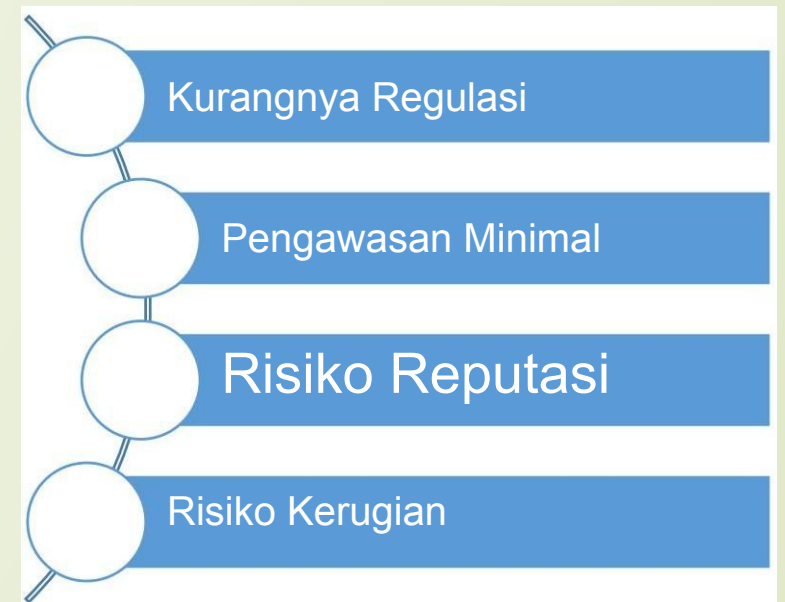 Kurangnya Regulasi
Pengawasan Minimal
Risiko Reputasi
Risiko Kerugian